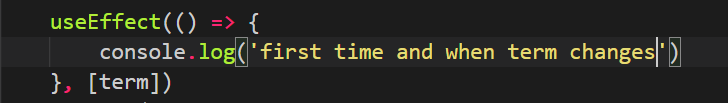 useEffect(() => {
console.log('first time and when term changes')
}, [term])